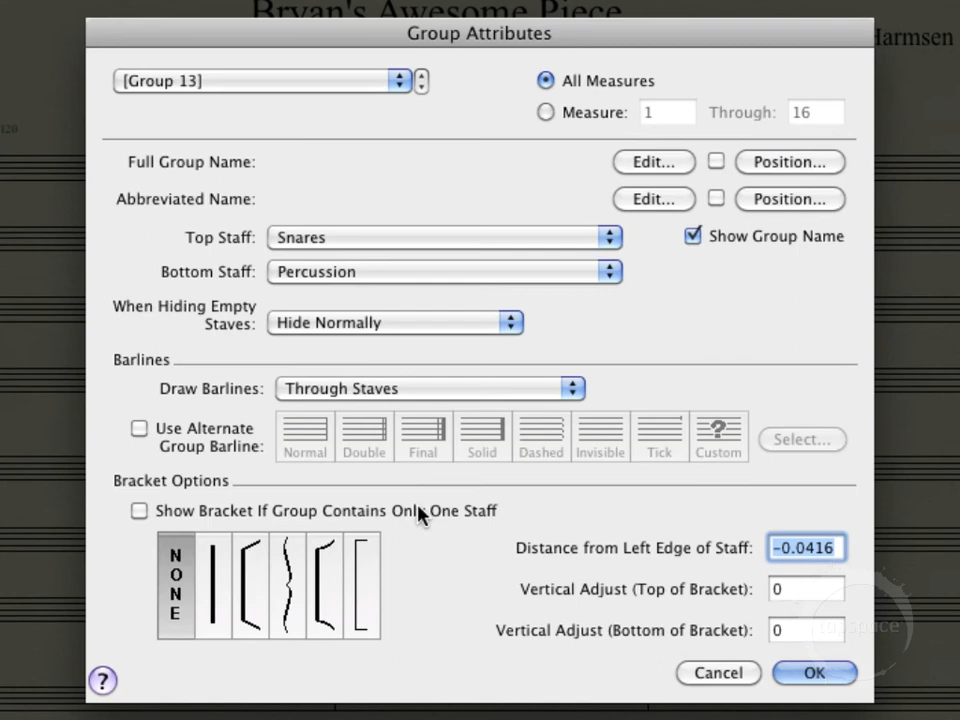 Bryan's Awesome Piece
Group Attributes
Harmsen
[Group 13]
All Measures
Measure: 1 Through: 16
120
Full Group Name: Edit... Position...
Abbreviated Name: Edit... Position...
Top Staff: Snares Show Group Name
Bottom Staff: Percussion
When Hiding Empty
Staves: Hide Normally
Barlines
Draw Barlines: Through Staves
Use Alternate
Group Barline:
Normal Double Final Solid Dashed Invisible Tick Custom
Select...
Bracket Options
Show Bracket If Group Contains Only One Staff
NONE
Distance from Left Edge of Staff: -0.0416
Vertical Adjust (Top of Bracket): 0
Vertical Adjust (Bottom of Bracket): 0
topspace
? Cancel OK